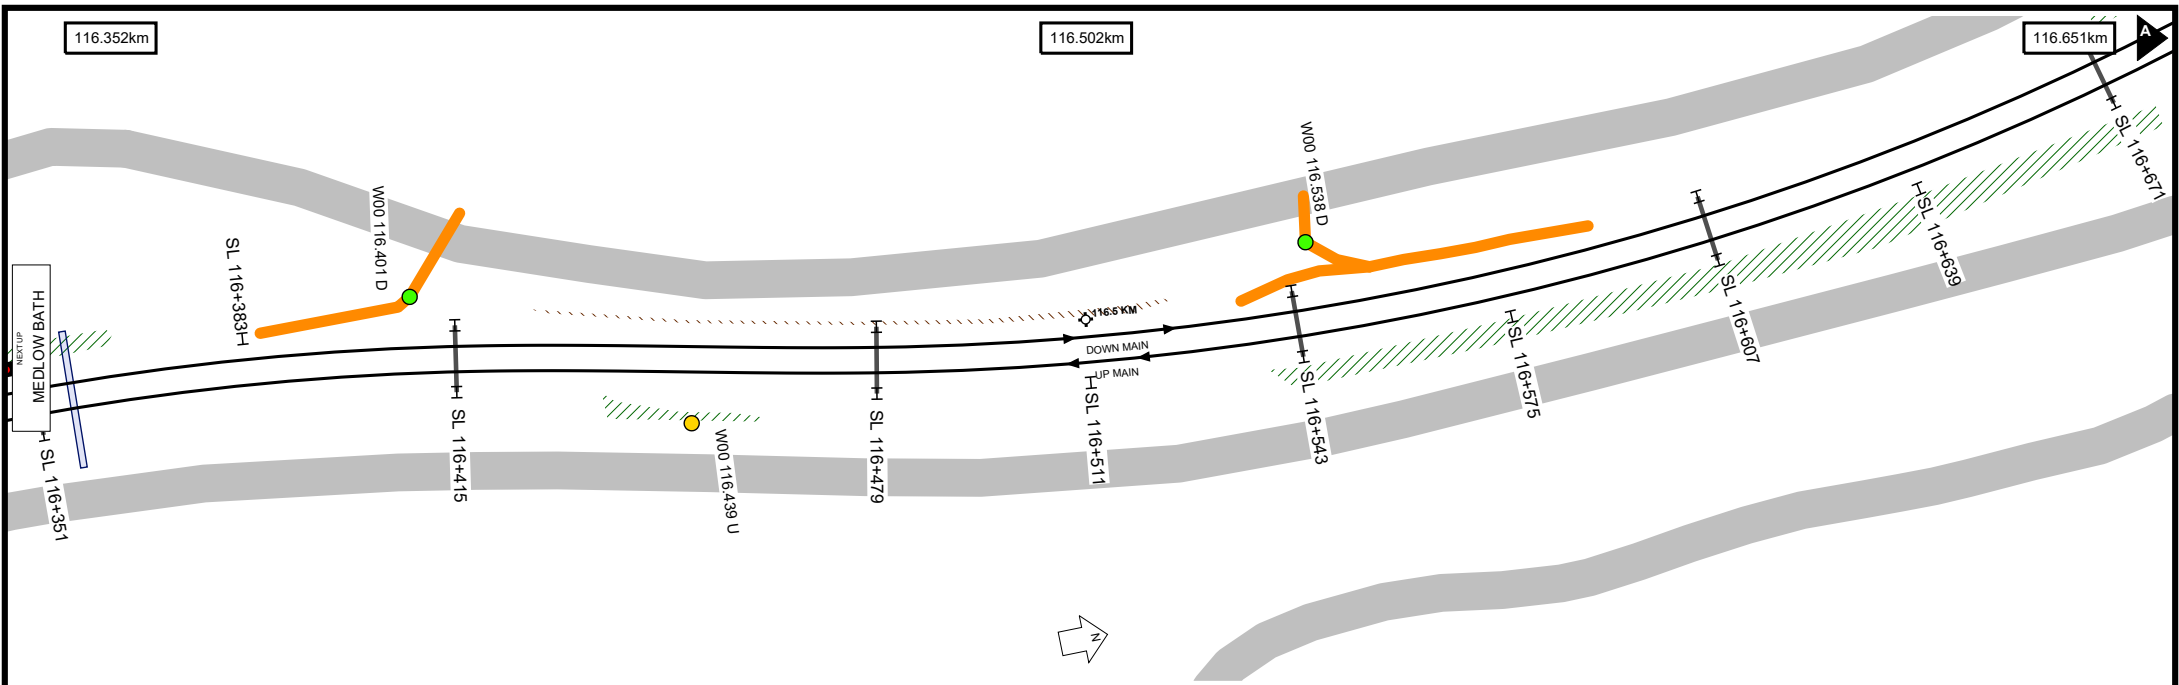 116.352km
116.502km
116.651km
A
W00 116.401 D
W00 116.538 D
SL 116+383
SL 116+671
SL 116+639
NEXT UP
MEDLOW BATH
116.5 KM
DOWN MAIN
UP MAIN
SL 116+351
SL 116+415
W00 116.439 U
SL 116+479
SL 116+511
SL 116+543
SL 116+575
SL 116+607
N